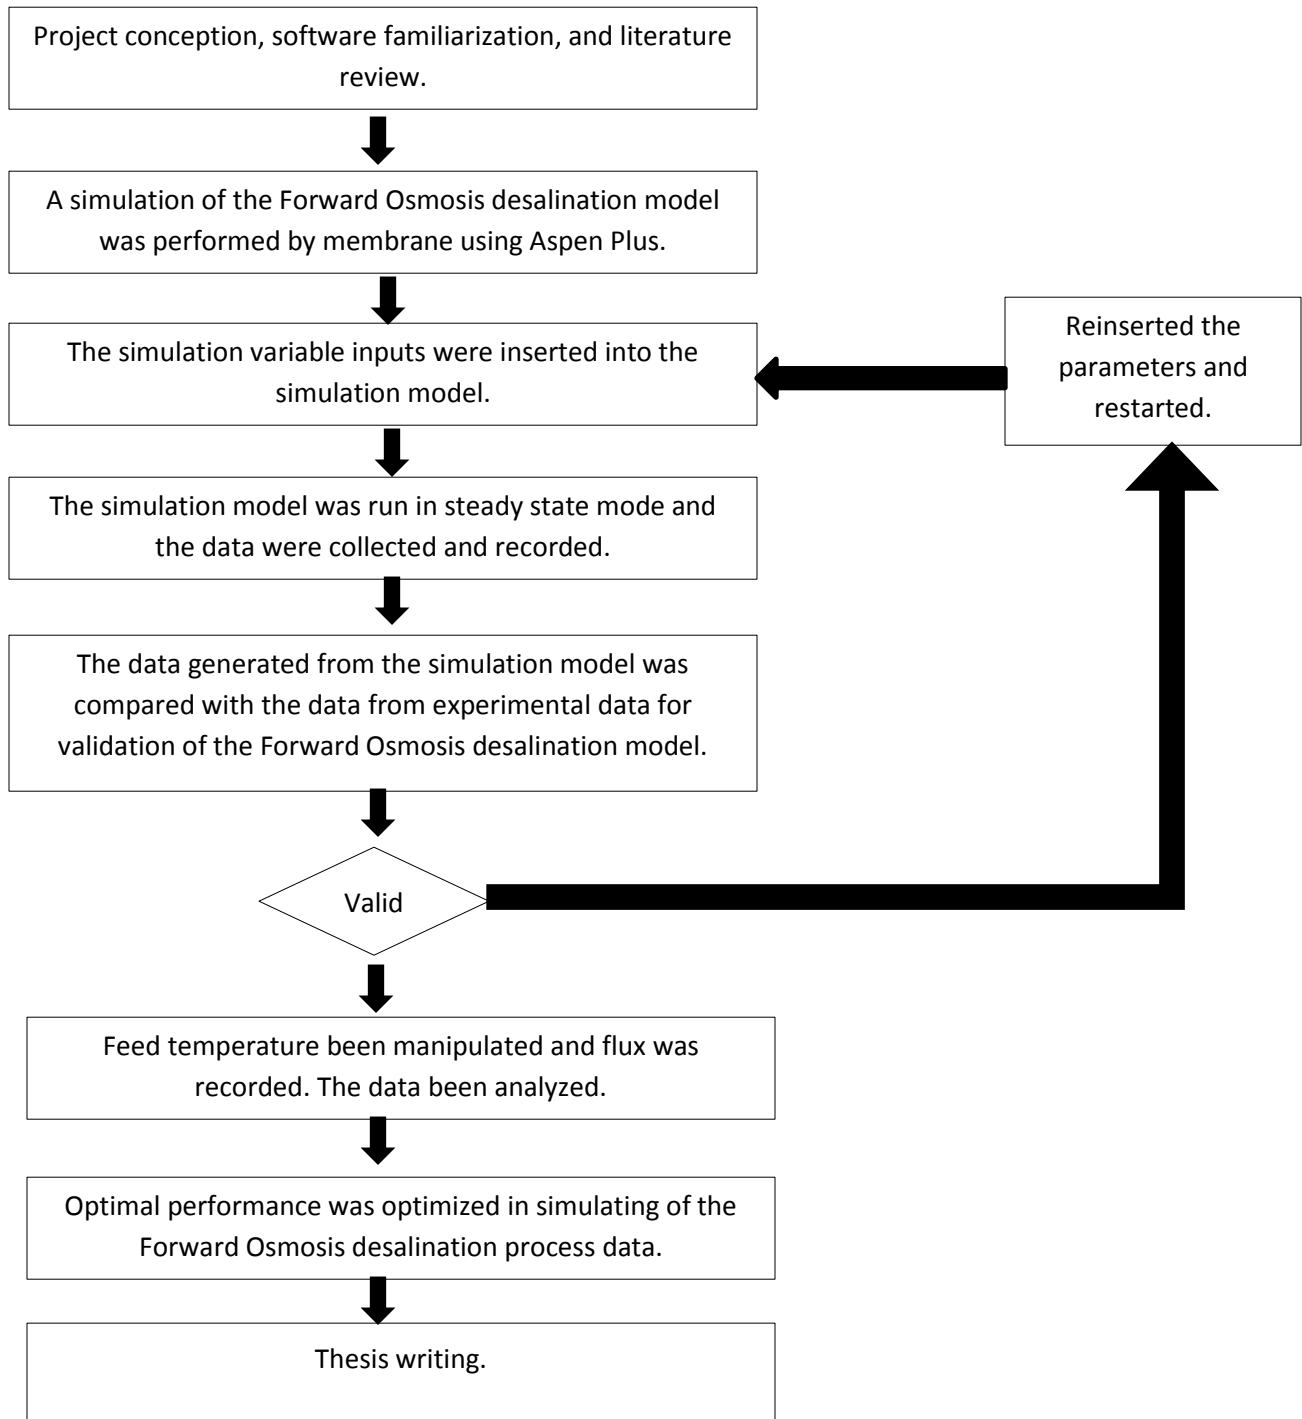 Project conception, software familiarization, and literature
review.
A simulation of the Forward Osmosis desalination model
was performed by membrane using Aspen Plus.
The simulation variable inputs were inserted into the
simulation model.
Reinserted the
parameters and
restarted.
The simulation model was run in steady state mode and
the data were collected and recorded.
The data generated from the simulation model was
compared with the data from experimental data for
validation of the Forward Osmosis desalination model.
Valid
Feed temperature been manipulated and flux was
recorded. The data been analyzed.
Optimal performance was optimized in simulating of the
Forward Osmosis desalination process data.
Thesis writing.